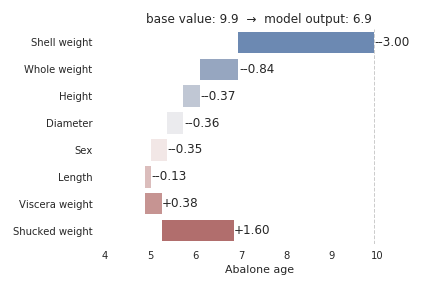 base value: 9.9 → model output: 6.9
Shell weight −3.00
Whole weight −0.84
Height −0.37
Diameter −0.36
Sex −0.35
Length −0.13
Viscera weight +0.38
Shucked weight +1.60
4 5 6 7 8 9 10
Abalone age